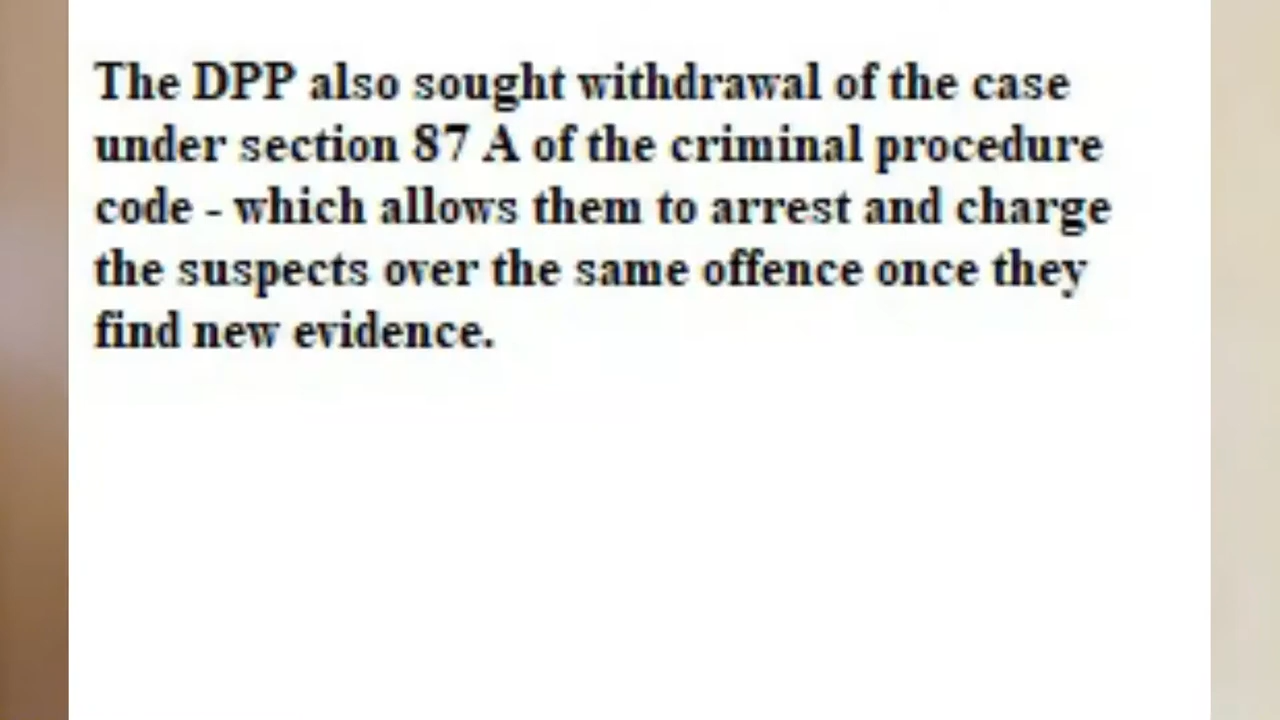 The DPP also sought withdrawal of the case
under section 87 A of the criminal procedure
code - which allows them to arrest and charge
the suspects over the same offence once they
find new evidence.